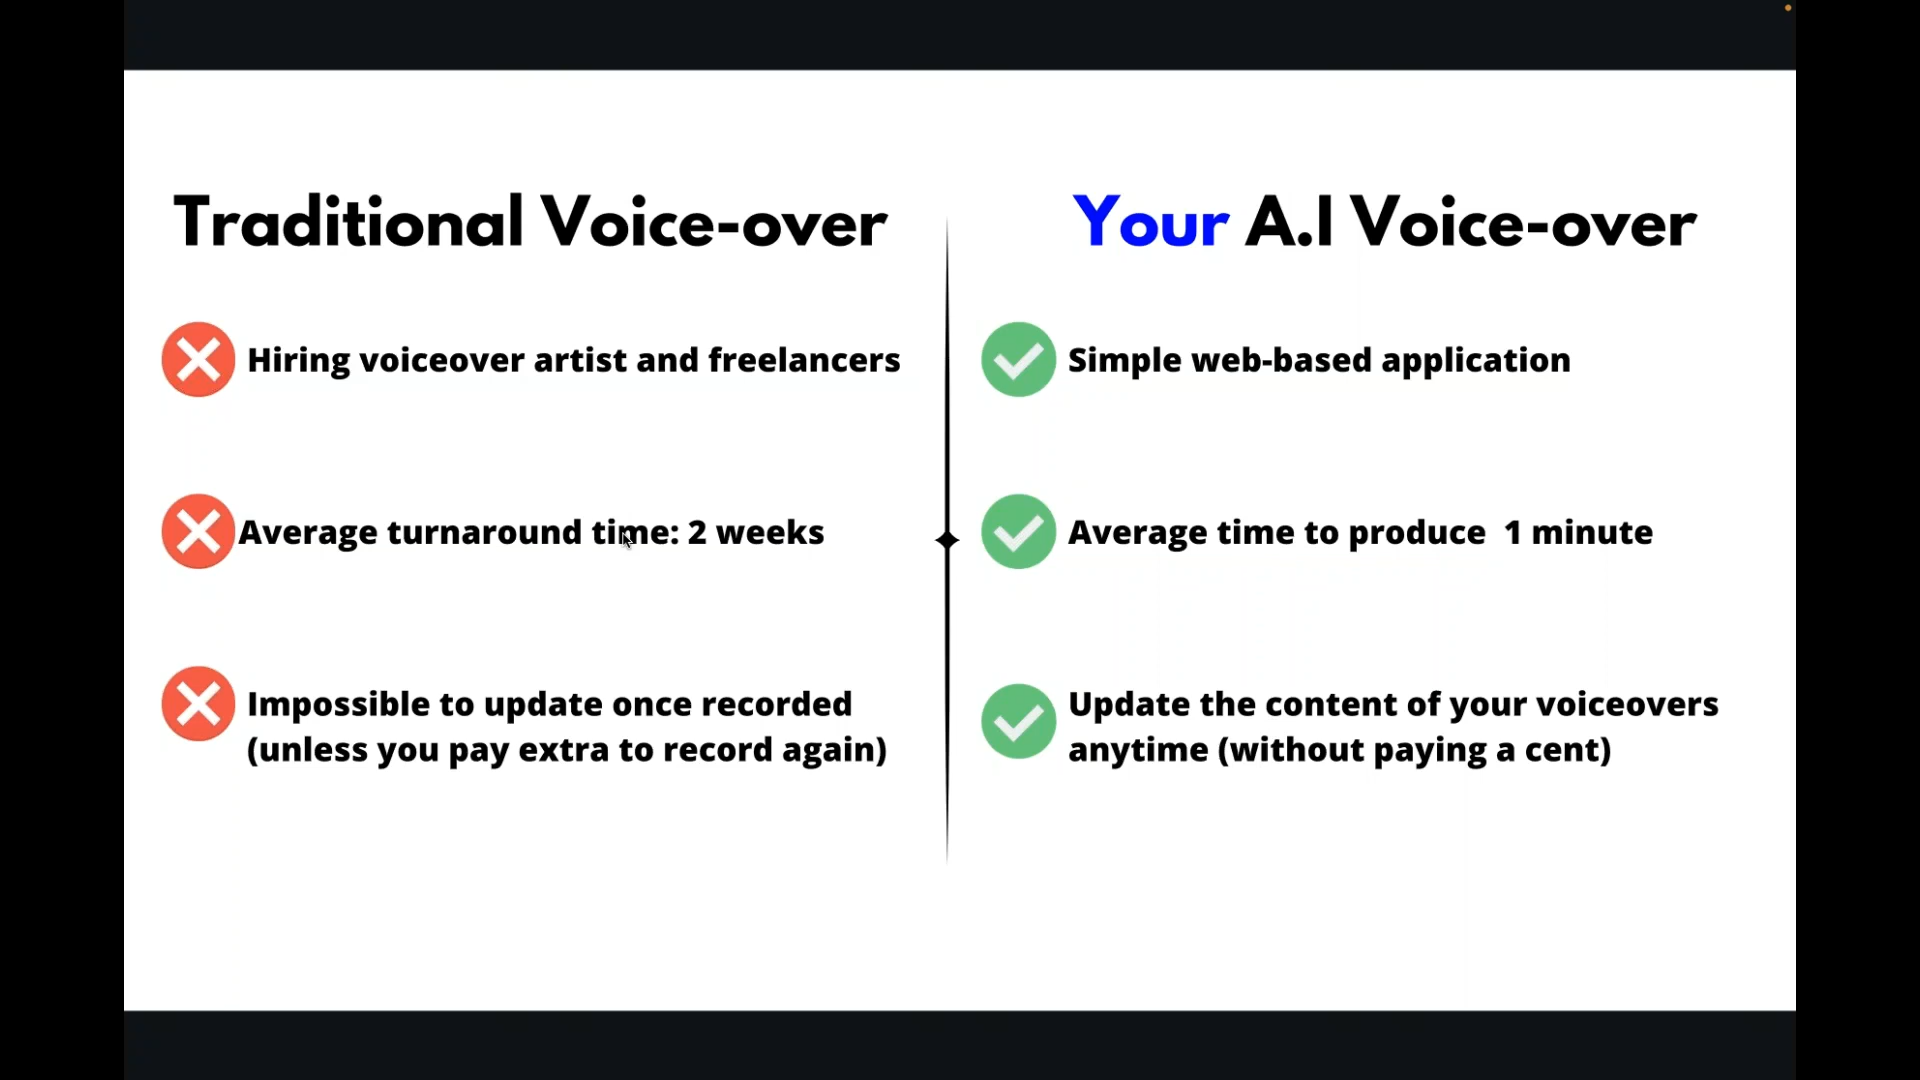 Traditional Voice-over
Hiring voiceover artist and freelancers
Average turnaround time: 2 weeks
Impossible to update once recorded
(unless you pay extra to record again)
Your A.I Voice-over
Simple web-based application
Average time to produce  1 minute
Update the content of your voiceovers
anytime (without paying a cent)